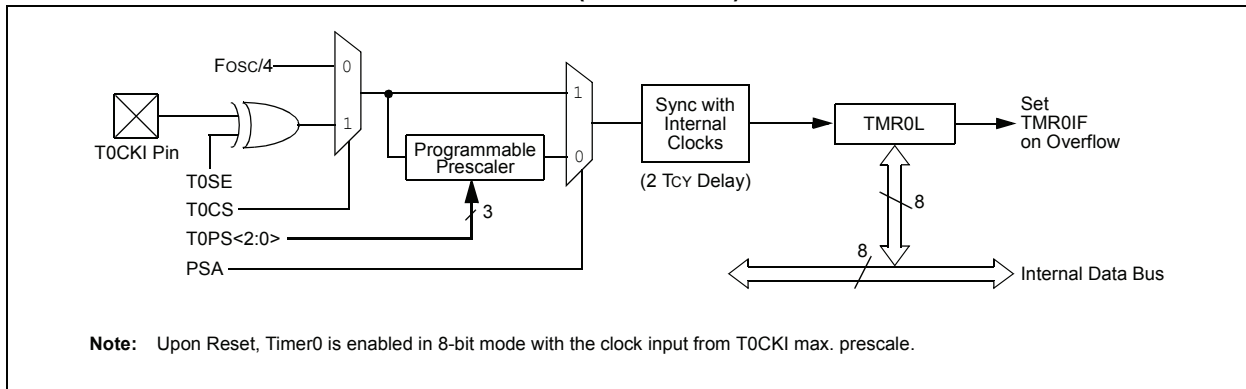 FOSC/4
0
1
T0CKI Pin
T0SE
T0CS
T0PS<2:0>
PSA
Programmable
Prescaler
3
1
0
Sync with
Internal
Clocks
(2 TCY Delay)
TMR0L
Set
TMR0IF
on Overflow
8
8
Internal Data Bus
Note: Upon Reset, Timer0 is enabled in 8-bit mode with the clock input from T0CKI max. prescale.